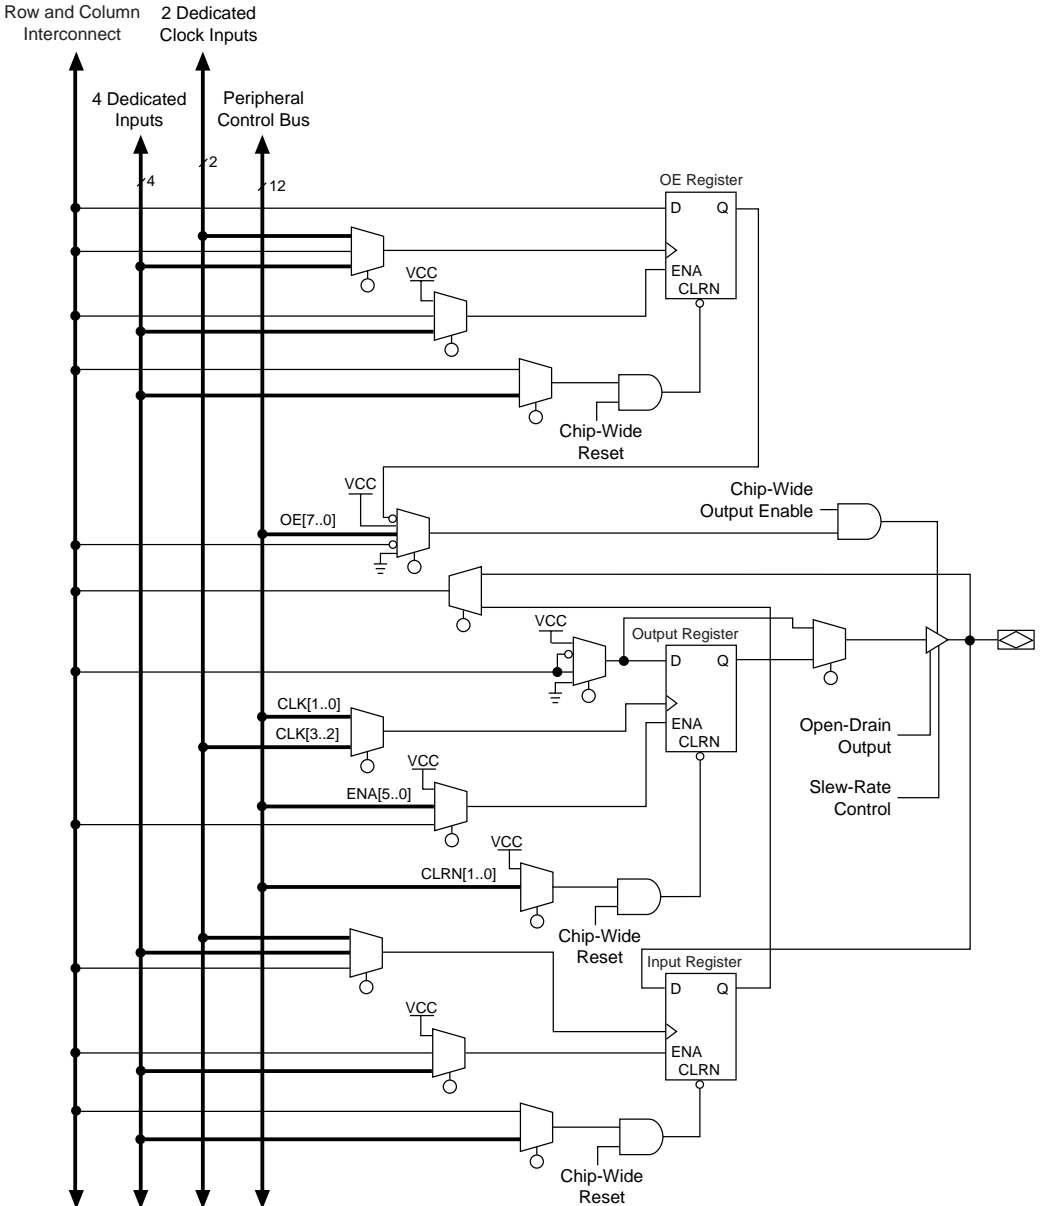 Row and Column
Interconnect
2 Dedicated
Clock Inputs
4 Dedicated
Inputs
Peripheral
Control Bus
2
4
12
OE Register
D Q
ENA
CLRN
VCC
Chip-Wide
Reset
VCC
OE[7..0]
Chip-Wide
Output Enable
VCC
Output Register
D Q
ENA
CLRN
CLK[1..0]
CLK[3..2]
Open-Drain
Output
VCC
ENA[5..0]
Slew-Rate
Control
VCC
CLRN[1..0]
Chip-Wide
Reset
Input Register
D Q
ENA
CLRN
VCC
Chip-Wide
Reset